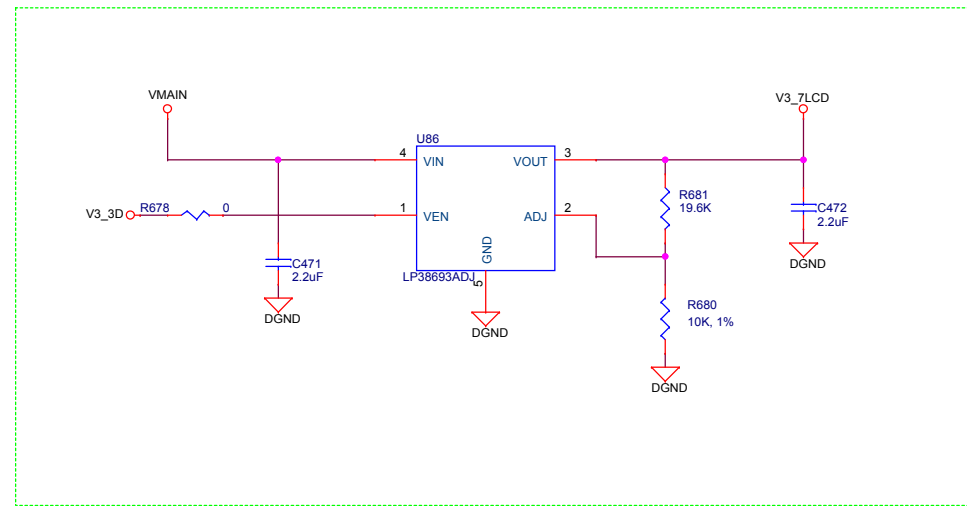 VMAIN
V3_7LCD
U86
4
VIN
VOUT
3
R681
19.6K
V3_3D
R678
0
1
VEN
ADJ
2
C472
2.2uF
GND
C471
2.2uF
LP38693ADJ
5
DGND
DGND
DGND
R680
10K, 1%
DGND